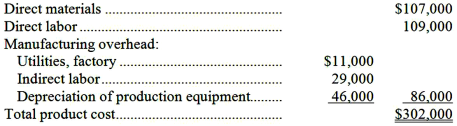 Direct materials ........ $107,000
Direct labor ........ 109,000
Manufacturing overhead:
Utilities, factory ........ $11,000
Indirect labor ........ 29,000
Depreciation of production equipment ........ 46,000 86,000
Total product cost ........ $302,000